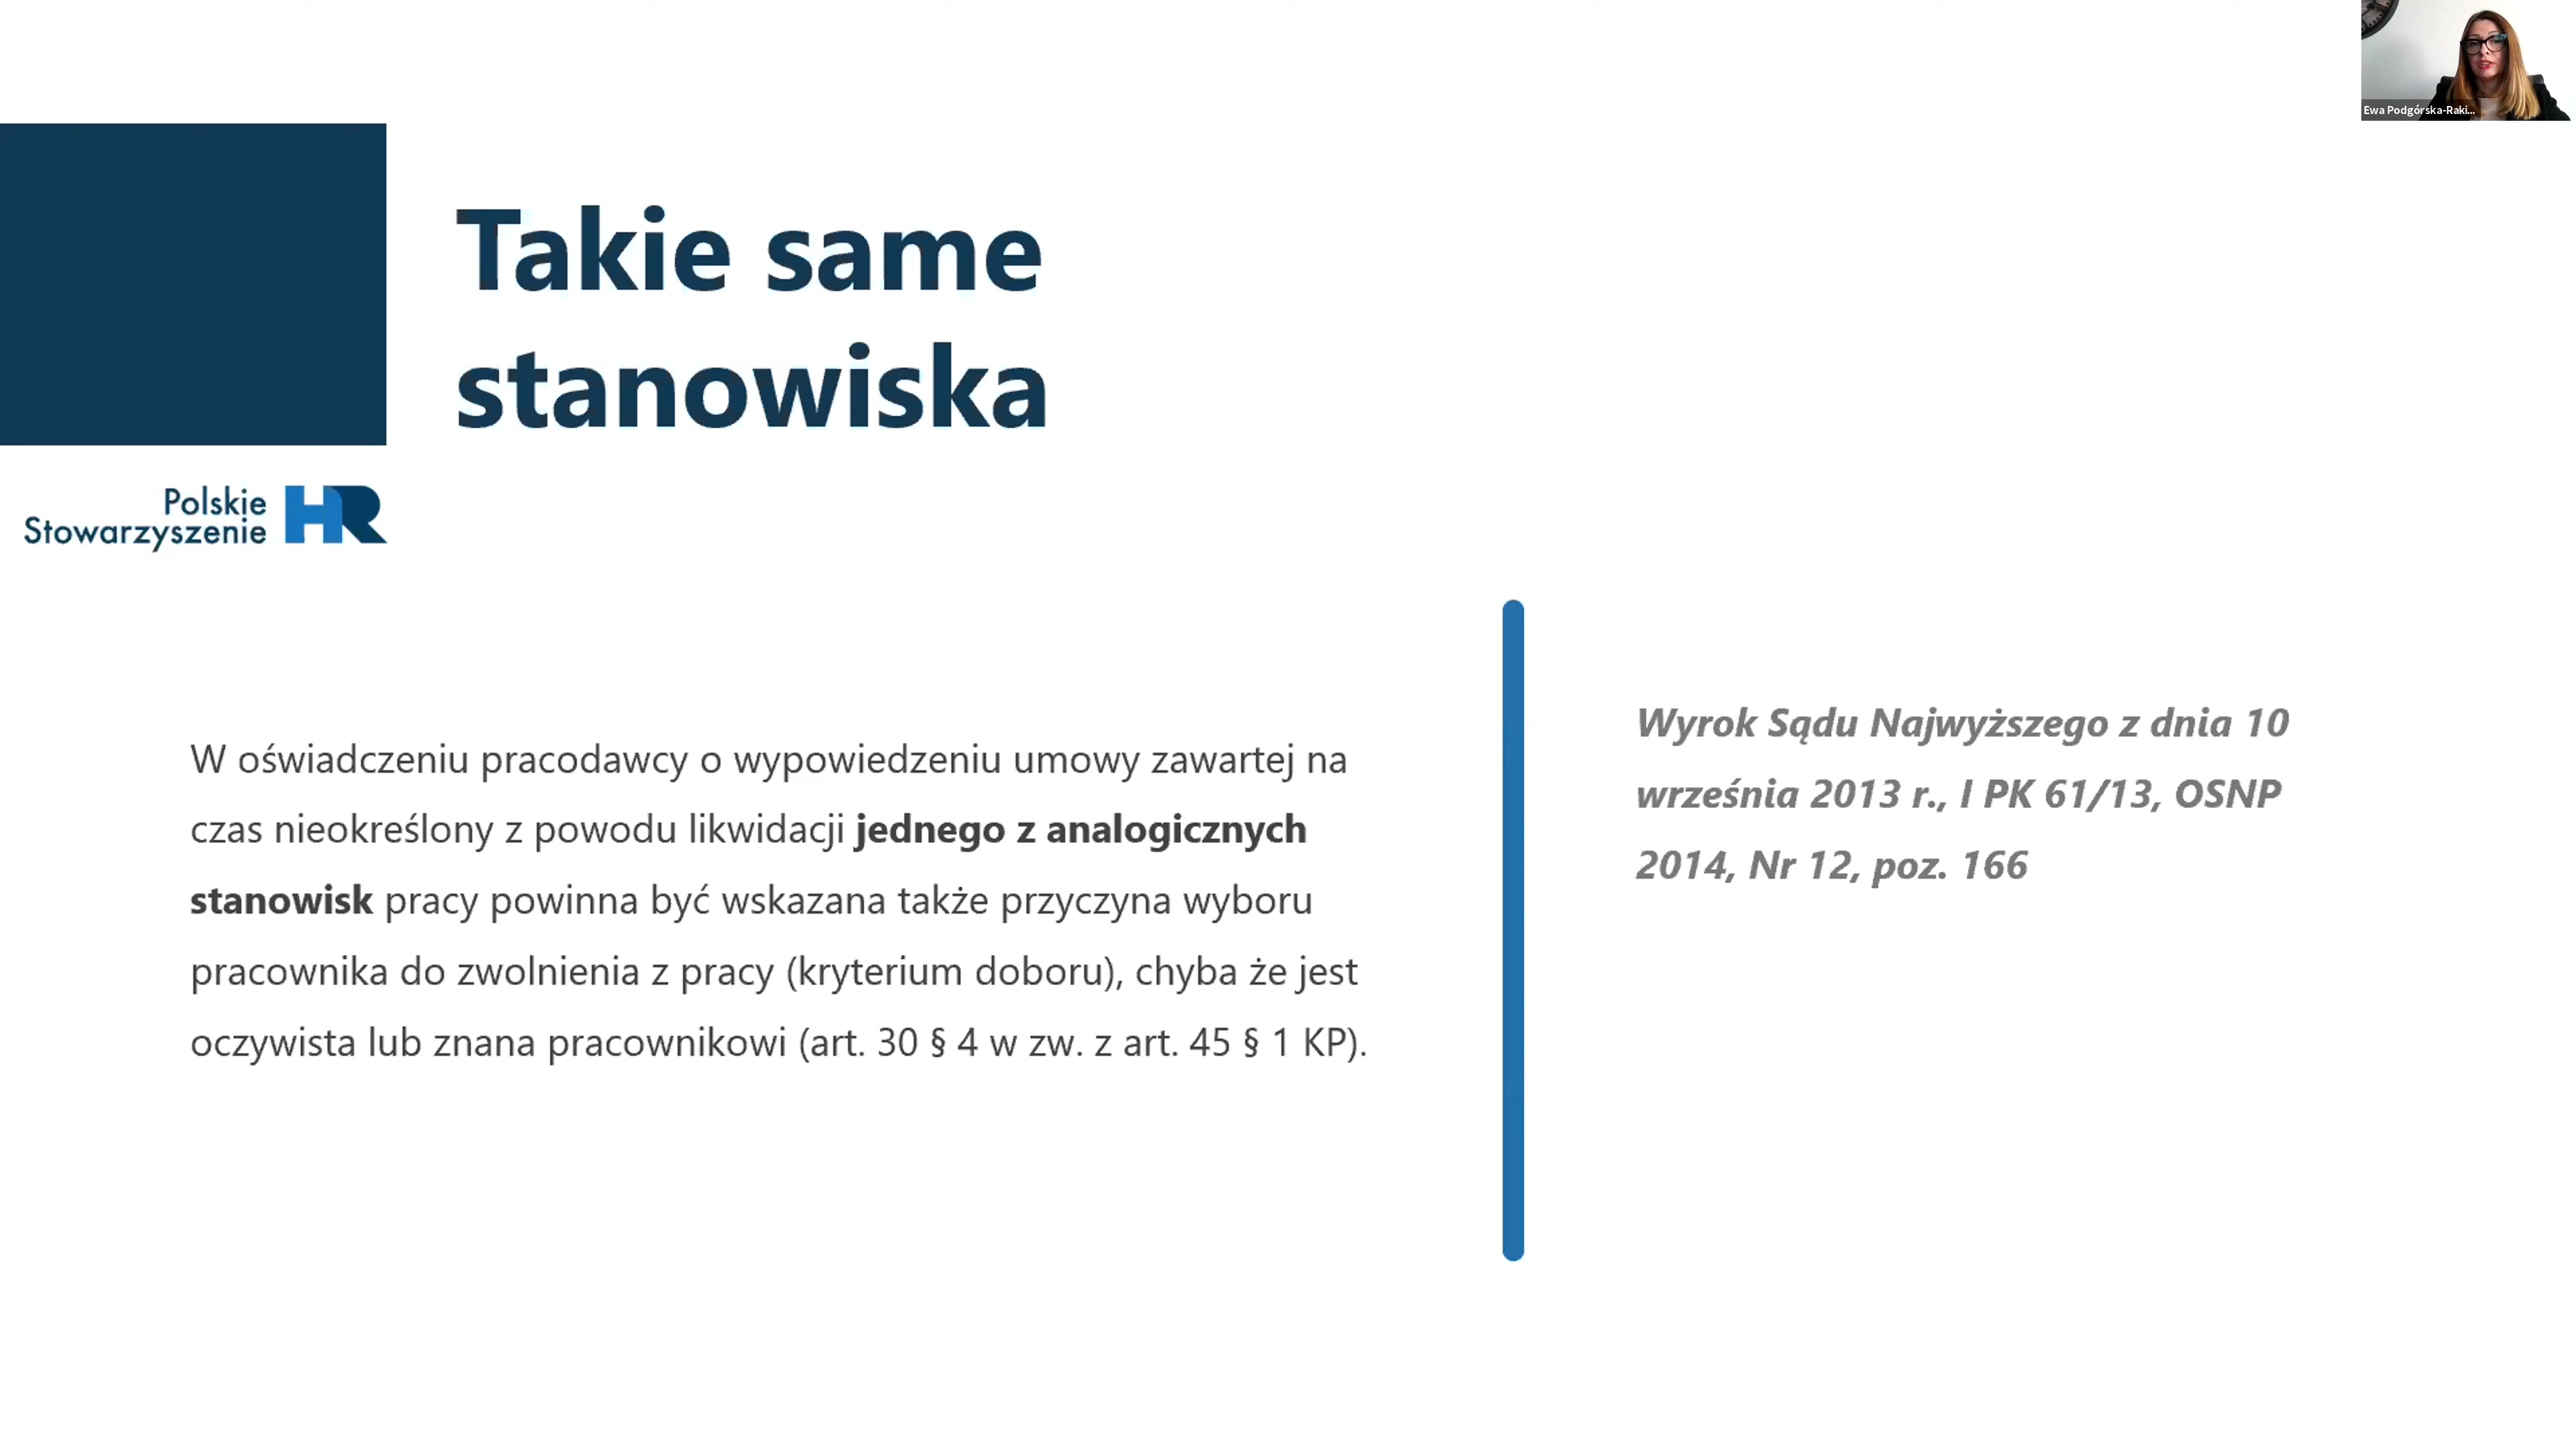 Ewa Podgórska-Raki...
Takie same
stanowiska
Polskie
Stowarzyszenie HR
W oświadczeniu pracodawcy o wypowiedzeniu umowy zawartej na
czas nieokreślony z powodu likwidacji jednego z analogicznych
stanowisk pracy powinna być wskazana także przyczyna wyboru
pracownika do zwolnienia z pracy (kryterium doboru), chyba że jest
oczywista lub znana pracownikowi (art. 30 § 4 w zw. z art. 45 § 1 KP).
Wyrok Sądu Najwyższego z dnia 10
września 2013 r., I PK 61/13, OSNP
2014, Nr 12, poz. 166